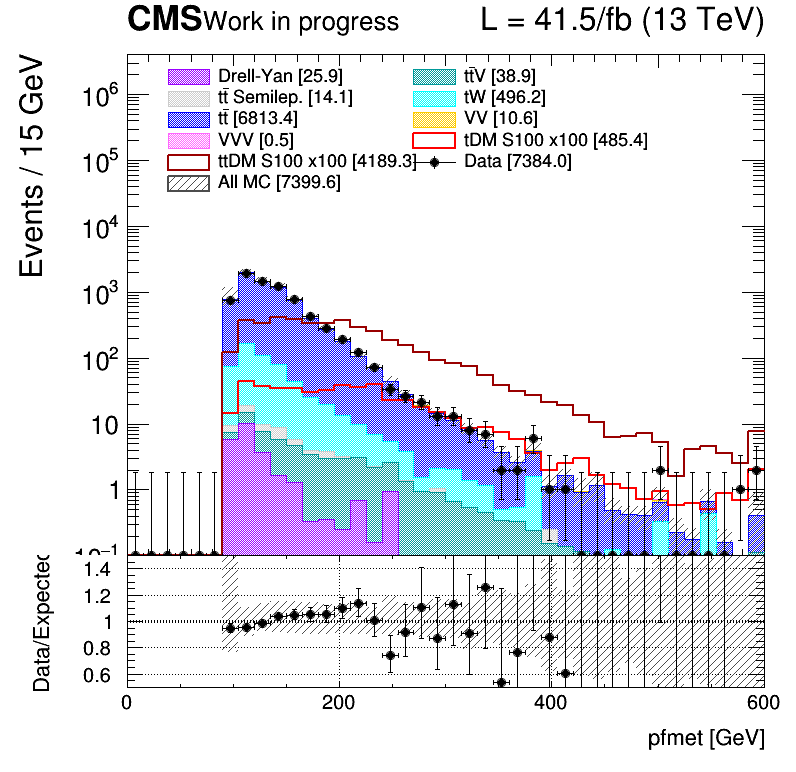 CMS Work in progress L = 41.5/fb (13 TeV)
Events / 15 GeV
Drell-Yan [25.9] tt̄V [38.9]
tt̄ Semilep. [14.1] tW [496.2]
tt̄ [6813.4] VV [10.6]
VVV [0.5] tDM S100 x100 [485.4]
ttDM S100 x100 [4189.3] Data [7384.0]
All MC [7399.6]
10⁶
10⁵
10⁴
10³
10²
10
1
10⁻¹
Data/Expected
1.4
1.2
1
0.8
0.6
0 200 400 600
pfmet [GeV]